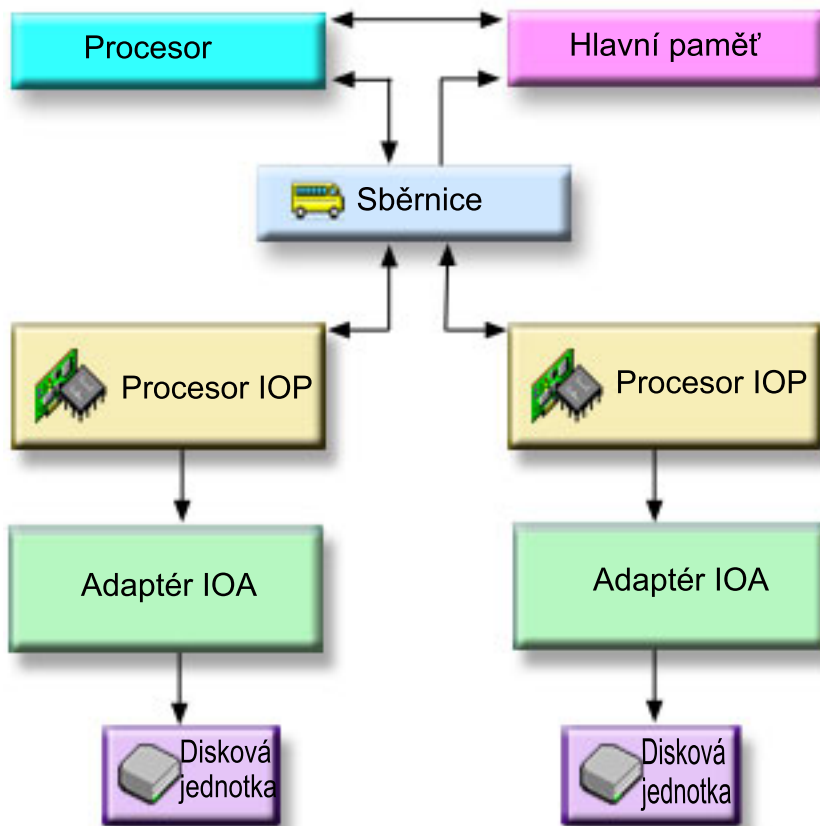 Procesor
Hlavní paměť
Sběrnice
Procesor IOP
Procesor IOP
Adaptér IOA
Adaptér IOA
Disková
jednotka
Disková
jednotka